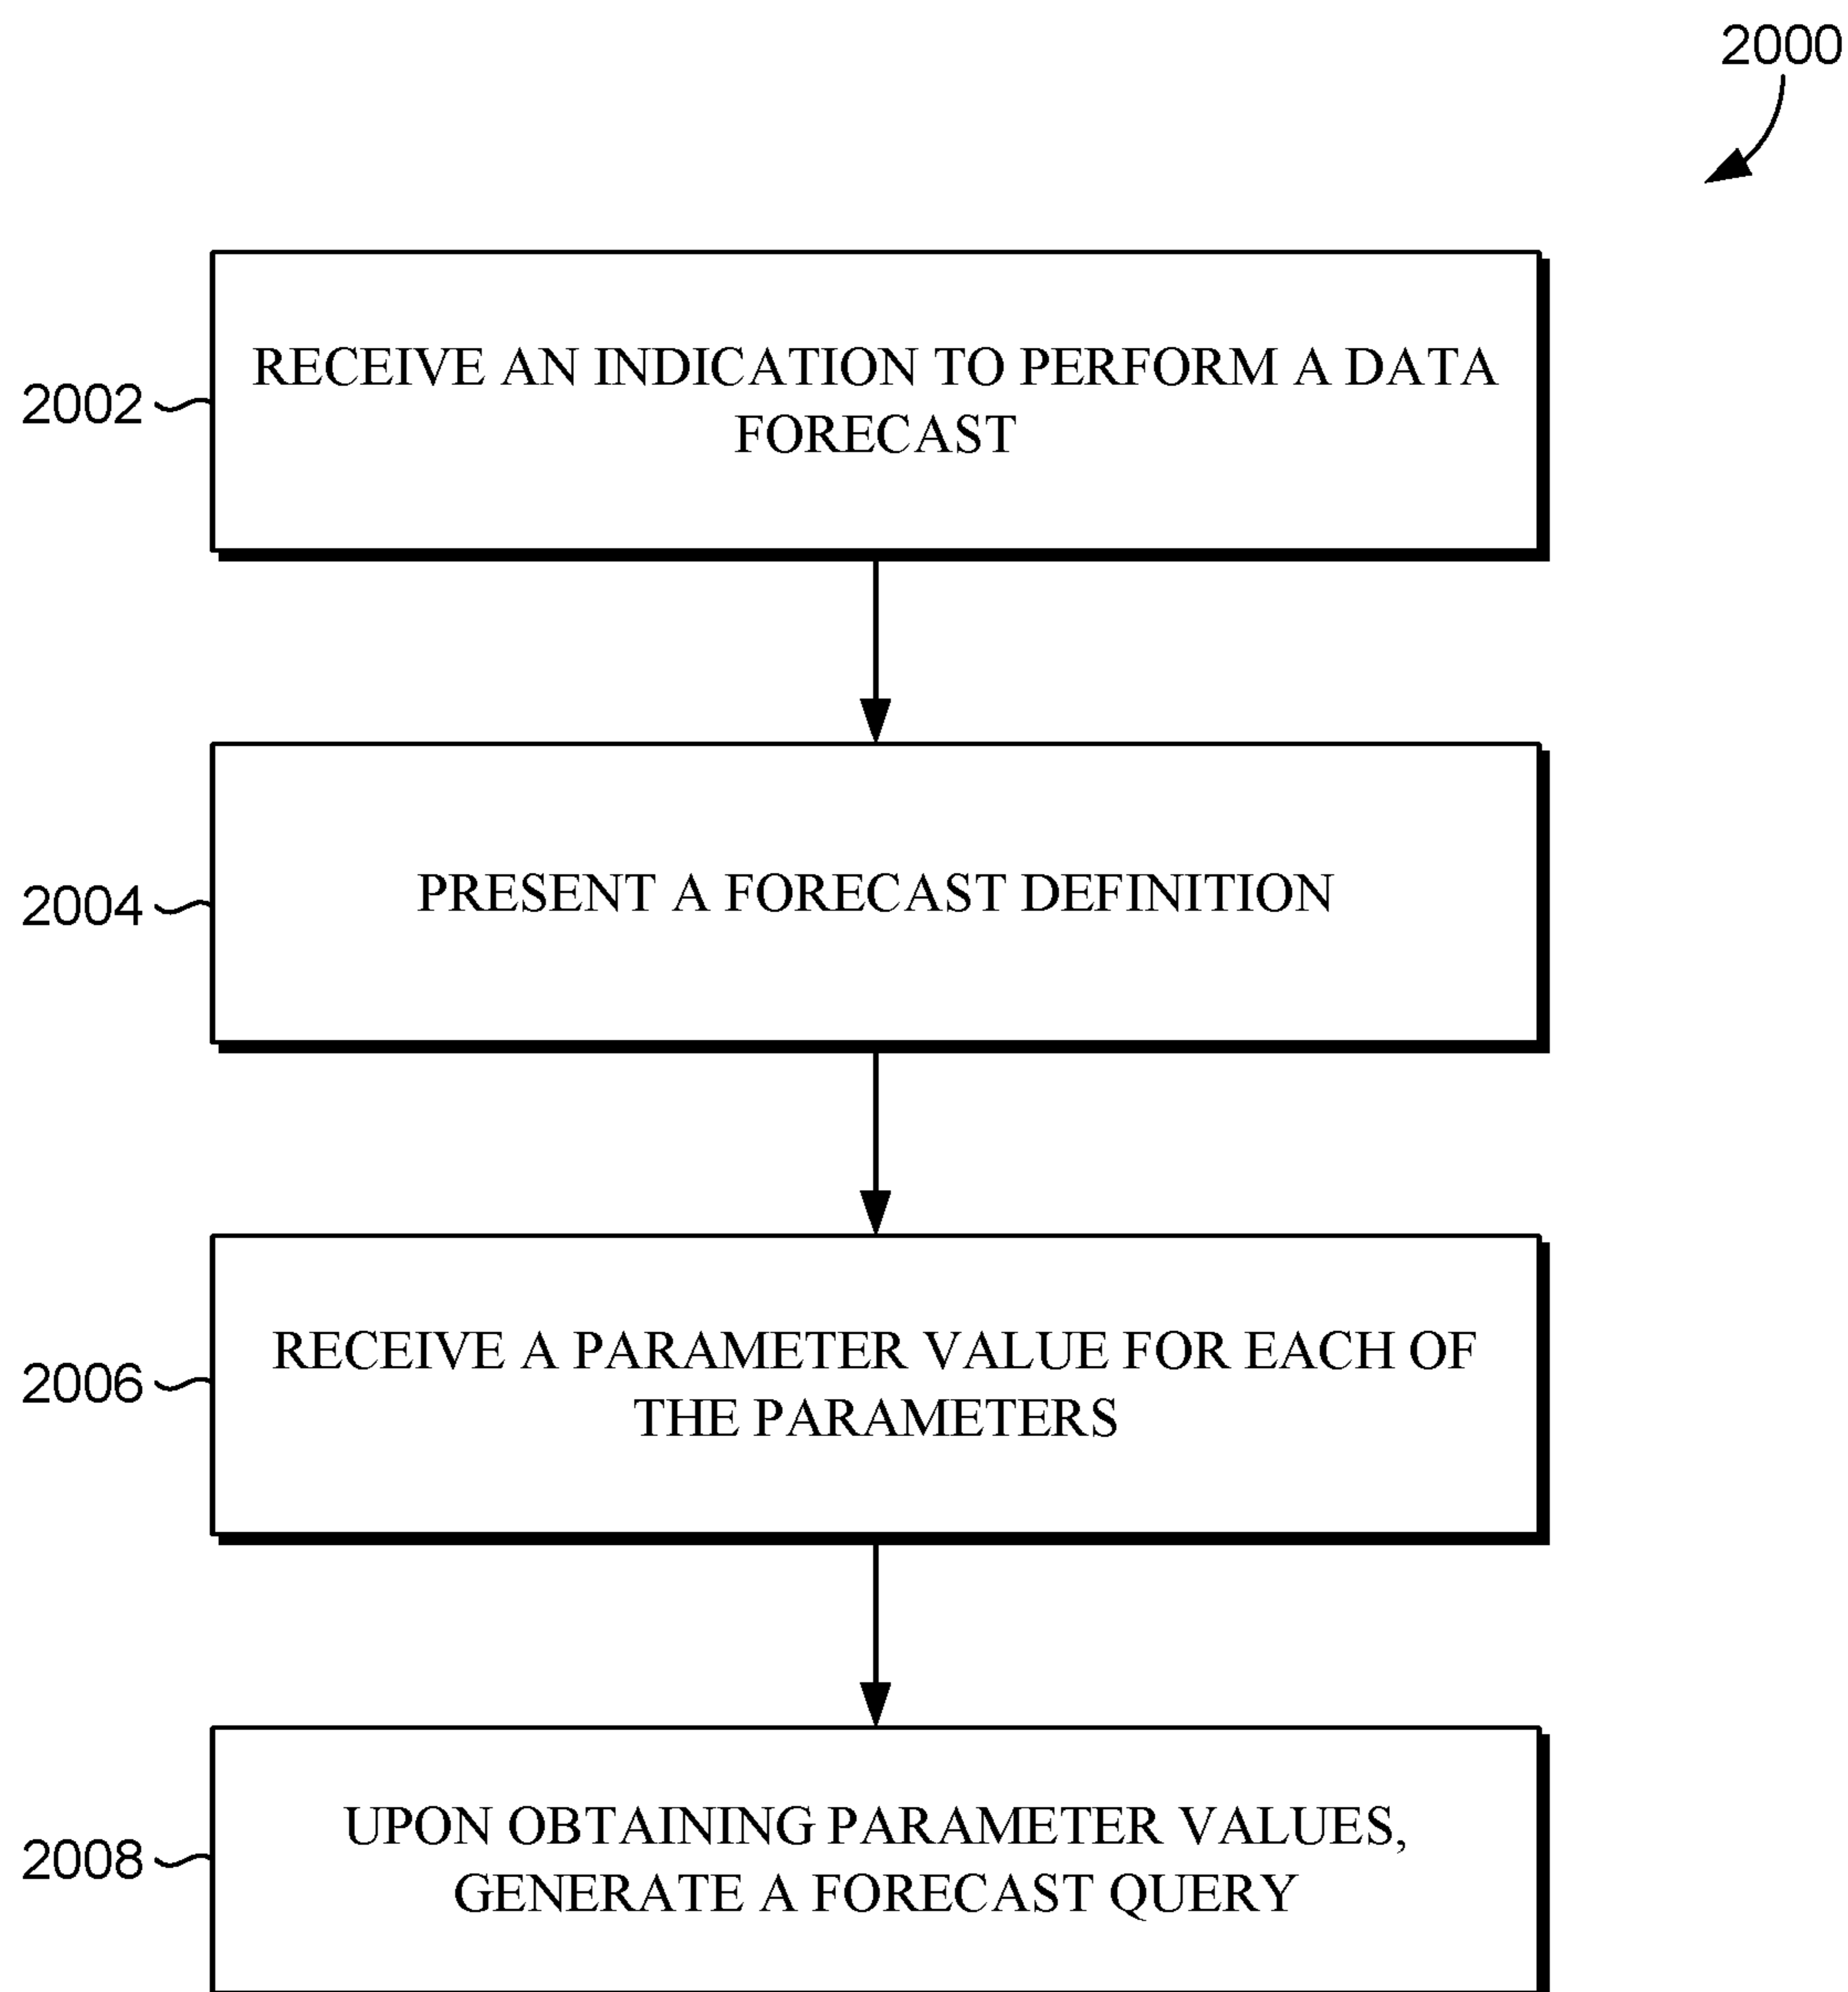 2000
2002
RECEIVE AN INDICATION TO PERFORM A DATA
FORECAST
2004
PRESENT A FORECAST DEFINITION
2006
RECEIVE A PARAMETER VALUE FOR EACH OF
THE PARAMETERS
2008
UPON OBTAINING PARAMETER VALUES,
GENERATE A FORECAST QUERY